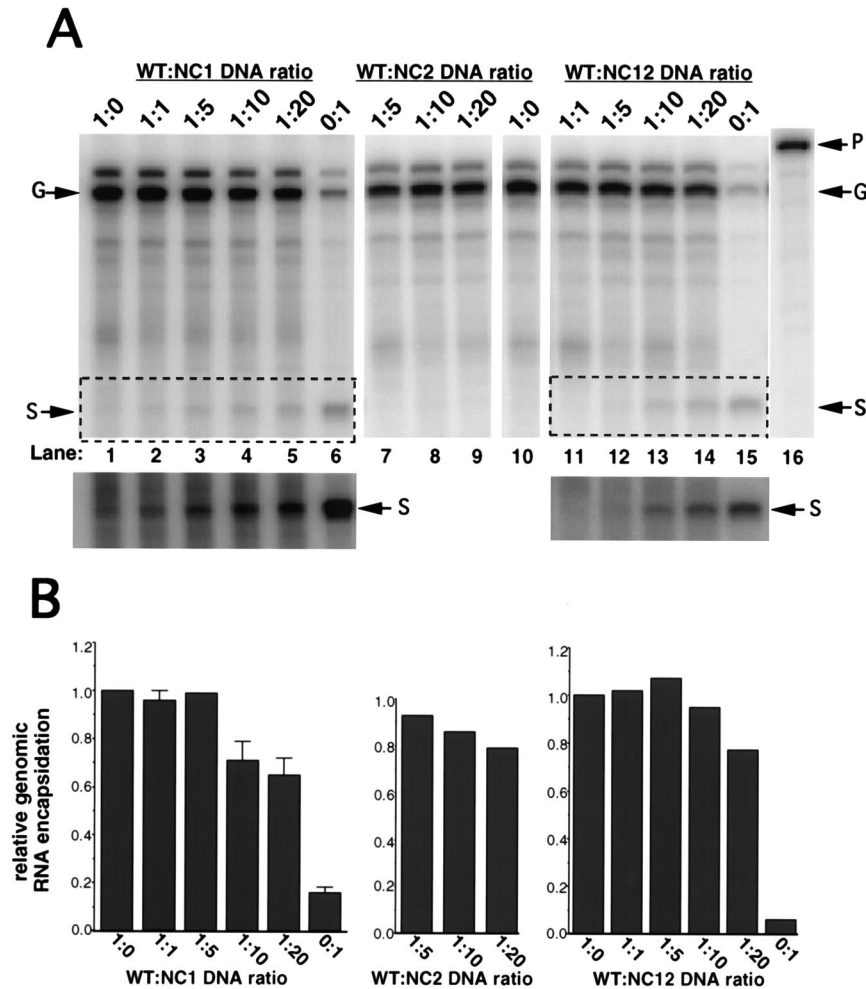 A
WT:NC1 DNA ratio WT:NC2 DNA ratio WT:NC12 DNA ratio
1:0 1:1 1:5 1:10 1:20 0:1 1:5 1:10 1:20 1:0 1:1 1:5 1:10 1:20 0:1
P
G G
S S
Lane: 1 2 3 4 5 6 7 8 9 10 11 12 13 14 15 16
S S
B
relative genomic
RNA encapsidation
1.2 1.2
1.0 1.0 1.0
0.8 0.8 0.8
0.6 0.6 0.6
0.4 0.4 0.4
0.2 0.2 0.2
0.0 0.0 0.0
1:0 1:1 1:5 1:10 1:20 0:1 1:5 1:10 1:20 1:0 1:1 1:5 1:10 1:20 0:1
WT:NC1 DNA ratio WT:NC2 DNA ratio WT:NC12 DNA ratio